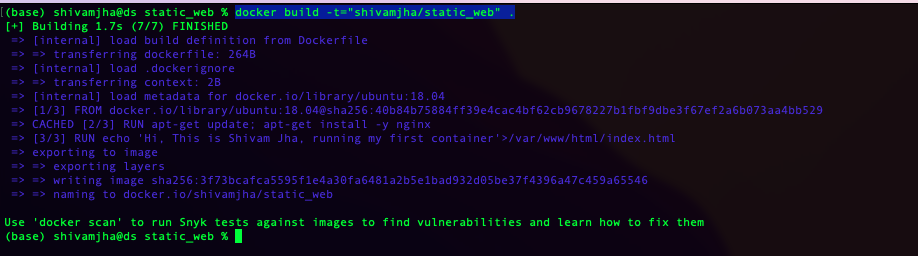 (base) shivamjha@ds static_web % docker build -t="shivamjha/static_web" .
[+] Building 1.7s (7/7) FINISHED
=> [internal] load build definition from Dockerfile
=> => transferring dockerfile: 264B
=> [internal] load .dockerignore
=> => transferring context: 2B
=> [internal] load metadata for docker.io/library/ubuntu:18.04
=> [1/3] FROM docker.io/library/ubuntu:18.04@sha256:40b84b75884ff39e4cac4bf62cb9678227b1fbf9dbe3f67ef2a6b073aa4bb529
=> CACHED [2/3] RUN apt-get update; apt-get install -y nginx
=> [3/3] RUN echo 'Hi, This is Shivam Jha, running my first container'>/var/www/html/index.html
=> exporting to image
=> => exporting layers
=> => writing image sha256:3f73bcafca5595f1e4a30fa6481a2b5e1bad932d05be37f4396a47c459a65546
=> => naming to docker.io/shivamjha/static_web
Use 'docker scan' to run Snyk tests against images to find vulnerabilities and learn how to fix them
(base) shivamjha@ds static_web %